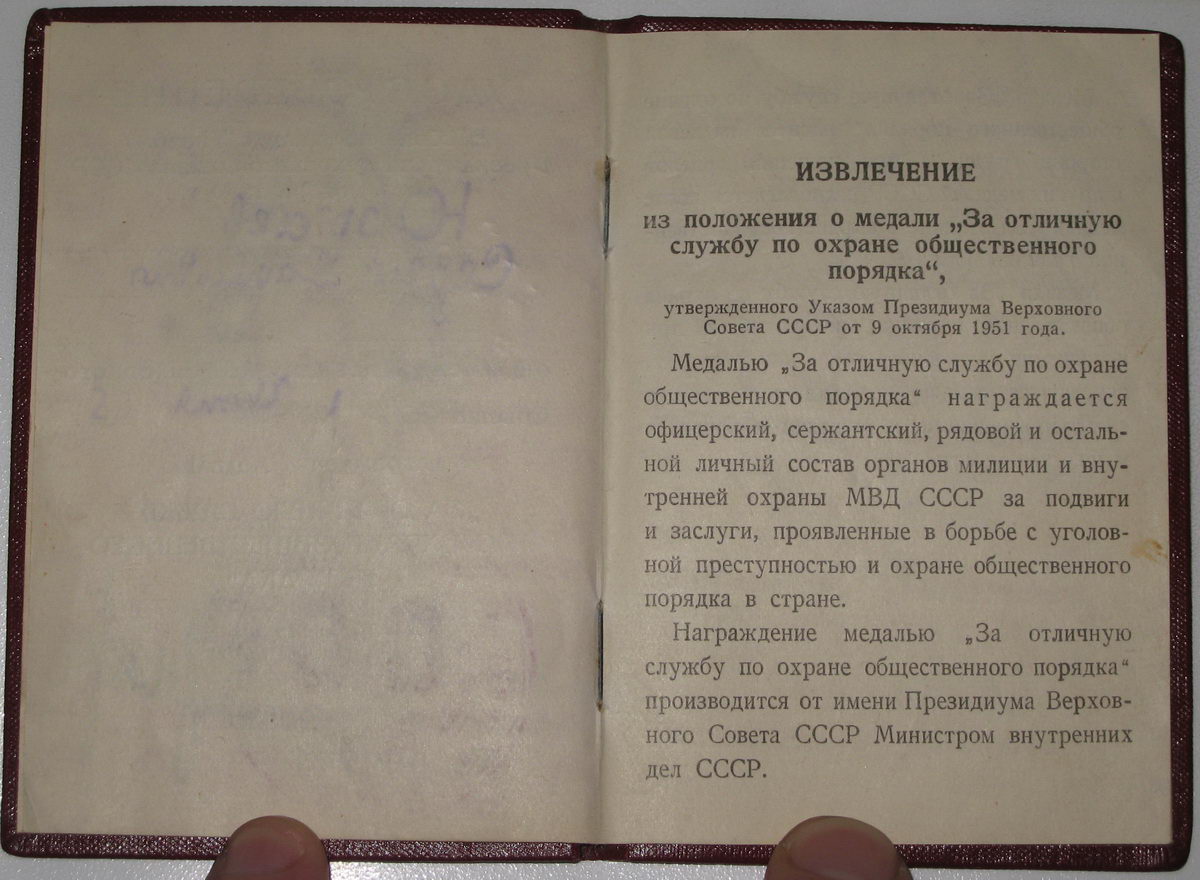 ИЗВЛЕЧЕНИЕ
из положения о медали „За отличную
службу по охране общественного
порядка“,
утвержденного Указом Президиума Верховного
Совета СССР от 9 октября 1951 года.
Медалью „За отличную службу по охране
общественного порядка“ награждается
офицерский, сержантский, рядовой и осталь-
ной личный состав органов милиции и вну-
тренней охраны МВД СССР за подвиги
и заслуги, проявленные в борьбе с уголов-
ной преступностью и охране общественного
порядка в стране.
Награждение медалью „За отличную
службу по охране общественного порядка“
производится от имени Президиума Верхов-
ного Совета СССР Министром внутренних
дел СССР.